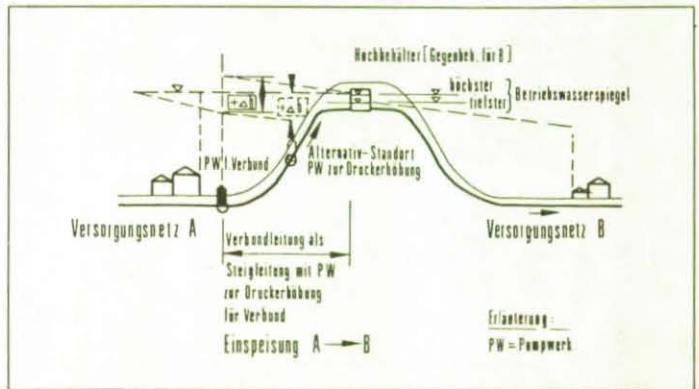 Hochbehälter [Gegenbeh. für B]
höchster
tiefster
Betriebswasserspiegel
[PW] Verbund
Alternativ-Standort
PW zur Druckerhöhung
Versorgungsnetz A
Versorgungsnetz B
Verbundleitung als
Steigleitung mit PW
zur Druckerhöhung
für Verbund
Einspeisung A → B
Erläuterung:
PW = Pumpwerk